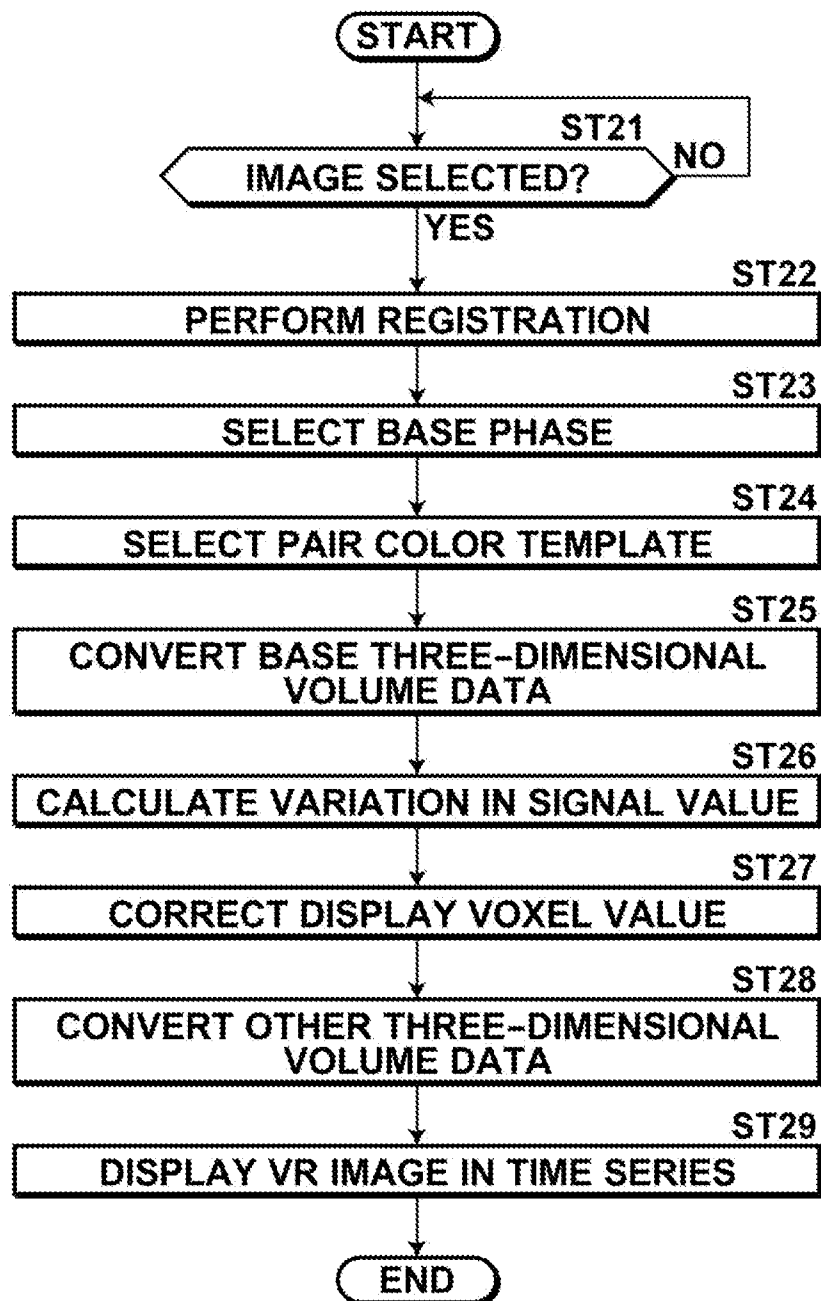 START
ST21
IMAGE SELECTED?
NO
YES
ST22
PERFORM REGISTRATION
ST23
SELECT BASE PHASE
ST24
SELECT PAIR COLOR TEMPLATE
ST25
CONVERT BASE THREE-DIMENSIONAL
VOLUME DATA
ST26
CALCULATE VARIATION IN SIGNAL VALUE
ST27
CORRECT DISPLAY VOXEL VALUE
ST28
CONVERT OTHER THREE-DIMENSIONAL
VOLUME DATA
ST29
DISPLAY VR IMAGE IN TIME SERIES
END